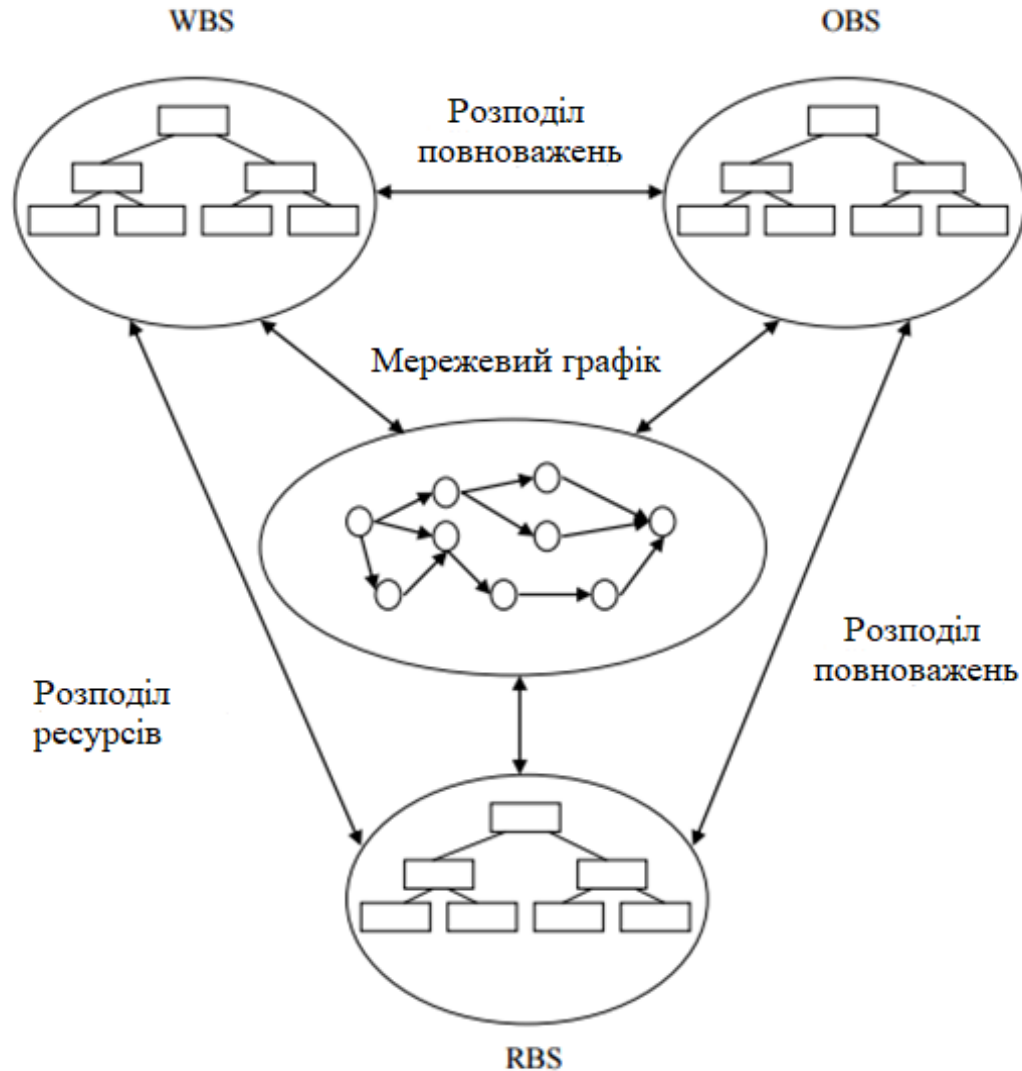 WBS
OBS
Розподіл
повноважень
Мережевий графік
Розподіл
повноважень
Розподіл
ресурсів
RBS